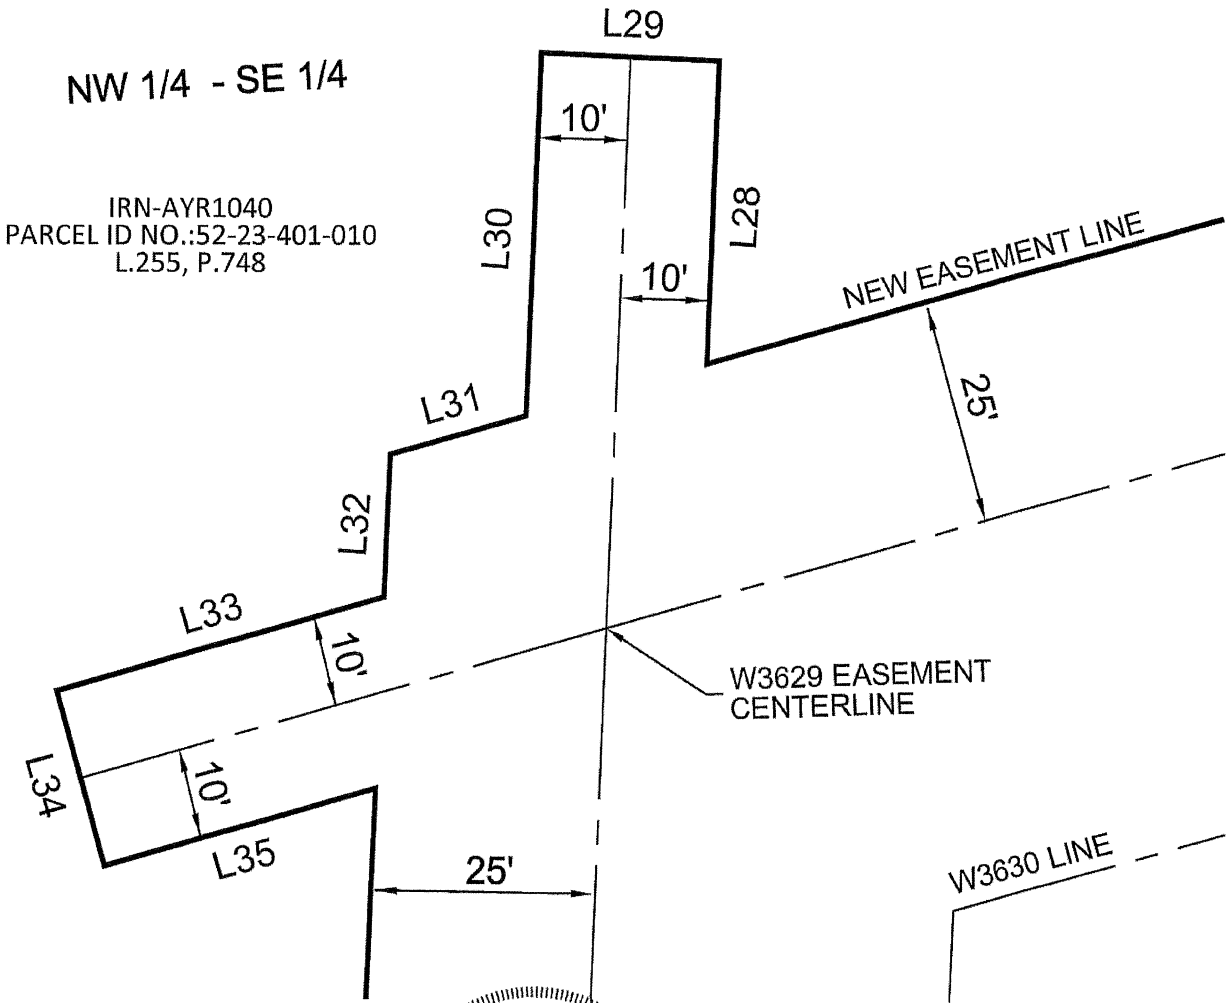 L29
NW 1/4 - SE 1/4
10'
IRN-AYR1040
PARCEL ID NO.:52-23-401-010
L.255, P.748
L30
L28
10'
NEW EASEMENT LINE
25'
L31
L32
L33
10'
W3629 EASEMENT
CENTERLINE
L34
10'
L35
25'
W3630 LINE